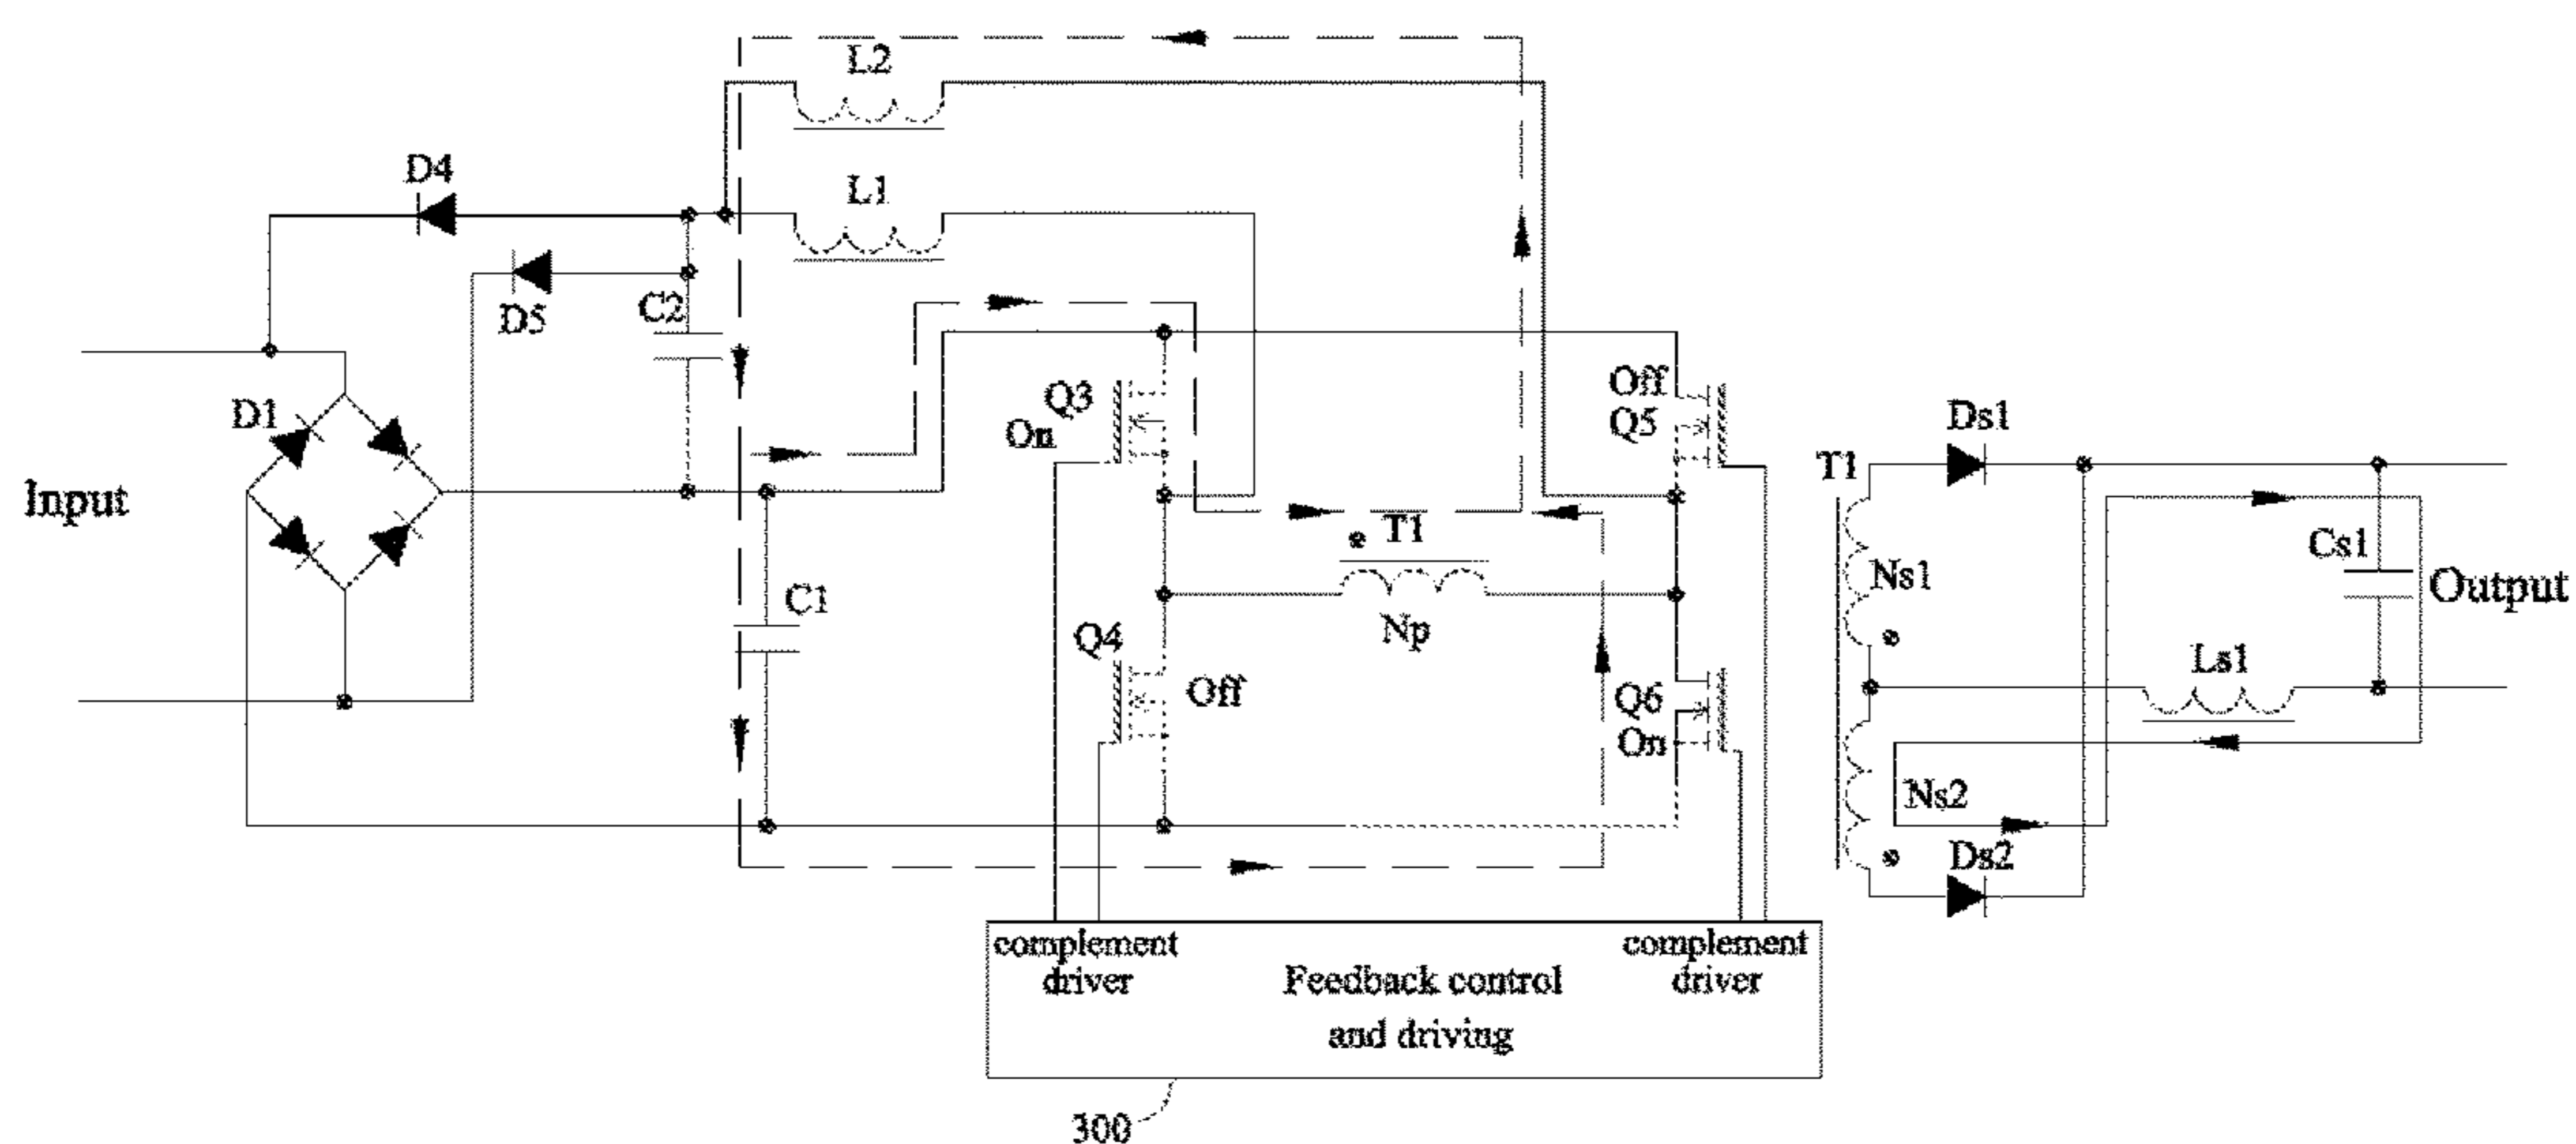 L2
D4
L1
D5
C2
Q3
On
Off
Q5
D1
Ds1
T1
Input
T1
Cs1
Ns1
Output
C1
Np
Q4
Off
Q6
On
Ls1
Ns2
Ds2
complement
driver
Feedback control
and driving
complement
driver
300